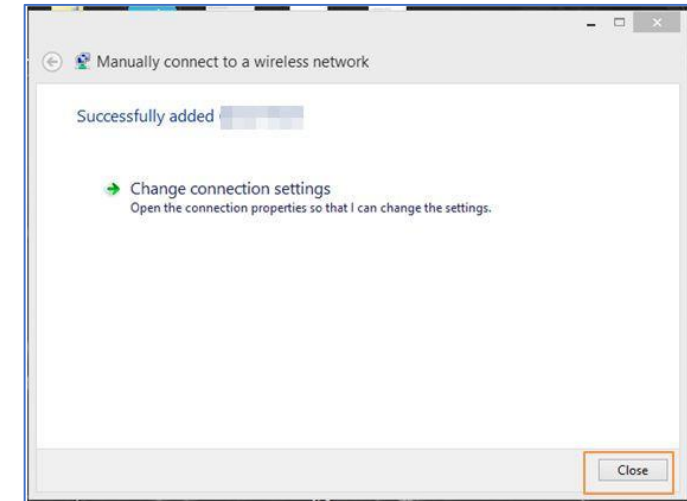 Manually connect to a wireless network
Successfully added
Change connection settings
Open the connection properties so that I can change the settings.
Close